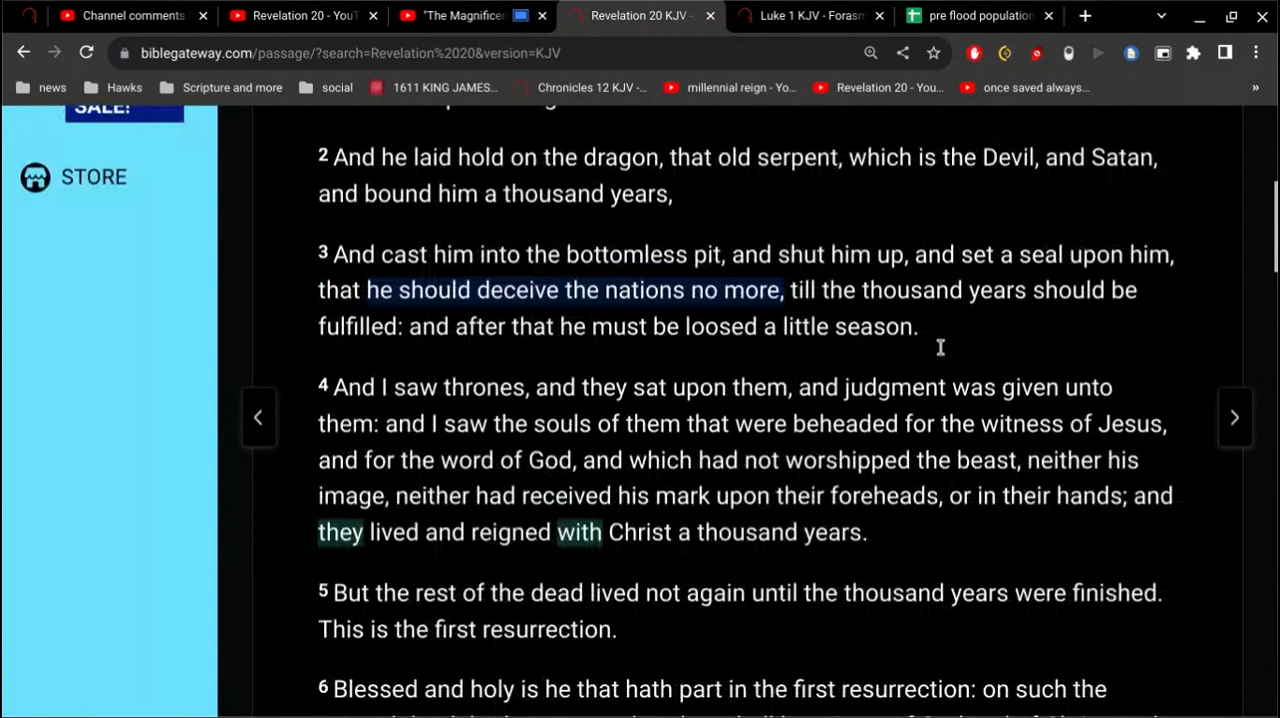 Channel comments
Revelation 20 - YouT
"The Magnificer
Revelation 20 KJV -
Luke 1 KJV - Forasm
pre flood population
biblegateway.com/passage/?search=Revelation%2020&version=KJV
news
Hawks
Scripture and more
social
1611 KING JAMES...
Chronicles 12 KJV -...
millennial reign - Yo...
Revelation 20 - You...
once saved always...
»
SALE!
STORE
2 And he laid hold on the dragon, that old serpent, which is the Devil, and Satan,
and bound him a thousand years,
3 And cast him into the bottomless pit, and shut him up, and set a seal upon him,
that he should deceive the nations no more, till the thousand years should be
fulfilled: and after that he must be loosed a little season.
4 And I saw thrones, and they sat upon them, and judgment was given unto
them: and I saw the souls of them that were beheaded for the witness of Jesus,
and for the word of God, and which had not worshipped the beast, neither his
image, neither had received his mark upon their foreheads, or in their hands; and
they lived and reigned with Christ a thousand years.
5 But the rest of the dead lived not again until the thousand years were finished.
This is the first resurrection.
6 Blessed and holy is he that hath part in the first resurrection: on such the